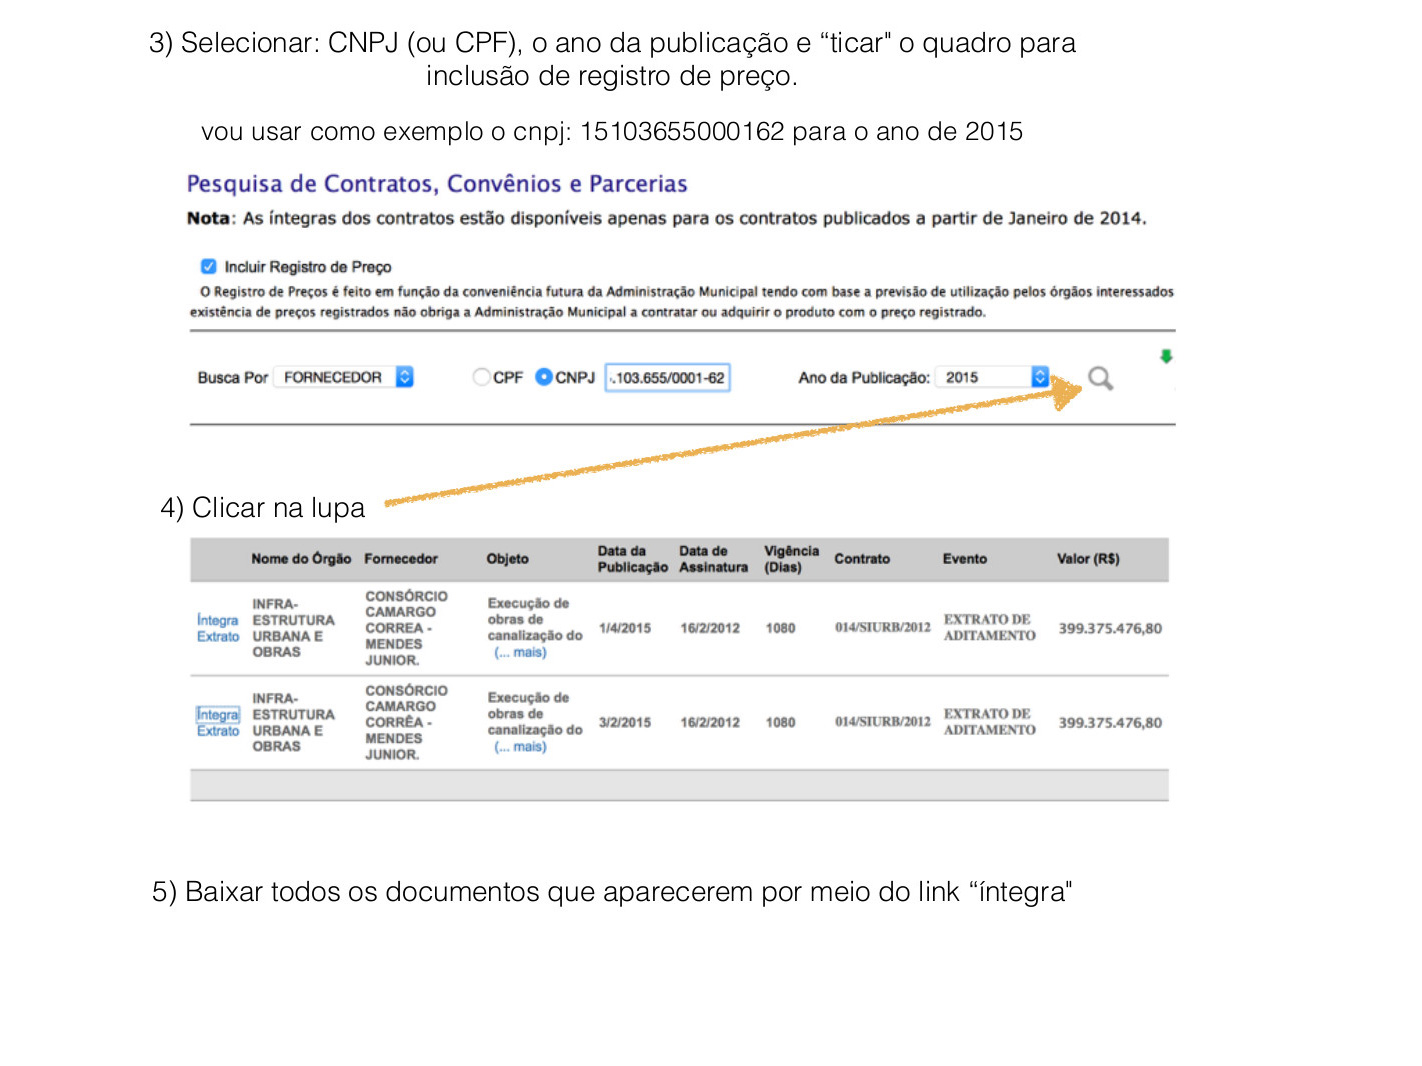 3) Selecionar: CNPJ (ou CPF), o ano da publicação e “ticar" o quadro para
inclusão de registro de preço.
vou usar como exemplo o cnpj: 15103655000162 para o ano de 2015
Pesquisa de Contratos, Convênios e Parcerias
Nota: As íntegras dos contratos estão disponíveis apenas para os contratos publicados a partir de Janeiro de 2014.
Incluir Registro de Preço
O Registro de Preços é feito em função da conveniência futura da Administração Municipal tendo com base a previsão de utilização pelos órgãos interessados
existência de preços registrados não obriga a Administração Municipal a contratar ou adquirir o produto com o preço registrado.
Busca Por FORNECEDOR CPF CNPJ .103.655/0001-62 Ano da Publicação: 2015
4) Clicar na lupa
Nome do Órgão Fornecedor Objeto Data da Publicação Data de Assinatura Vigência (Dias) Contrato Evento Valor (R$)
Íntegra Extrato INFRA-ESTRUTURA URBANA E OBRAS CONSÓRCIO CAMARGO CORREA - MENDES JUNIOR. Execução de obras de canalização do (... mais) 1/4/2015 16/2/2012 1080 014/SIURB/2012 EXTRATO DE ADITAMENTO 399.375.476,80
Íntegra Extrato INFRA-ESTRUTURA URBANA E OBRAS CONSÓRCIO CAMARGO CORRÊA - MENDES JUNIOR. Execução de obras de canalização do (... mais) 3/2/2015 16/2/2012 1080 014/SIURB/2012 EXTRATO DE ADITAMENTO 399.375.476,80
5) Baixar todos os documentos que aparecerem por meio do link “íntegra"